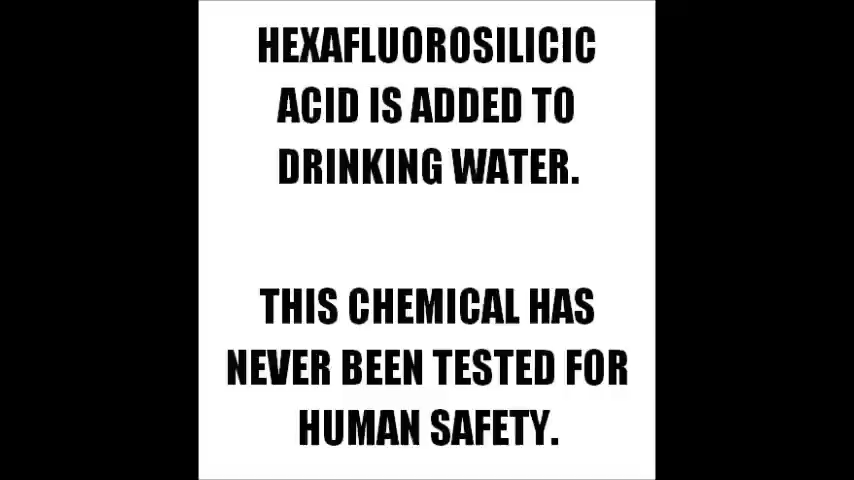 HEXAFLUOROSILICIC
ACID IS ADDED TO
DRINKING WATER.
THIS CHEMICAL HAS
NEVER BEEN TESTED FOR
HUMAN SAFETY.